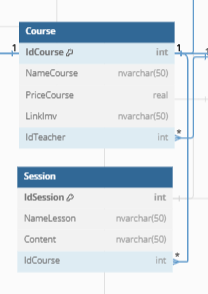 Course
1 IdCourse int 1
NameCourse nvarchar(50)
PriceCourse real
LinkImv nvarchar(50)
IdTeacher int *
Session
IdSession int
NameLesson nvarchar(50)
Content nvarchar(50)
IdCourse int *